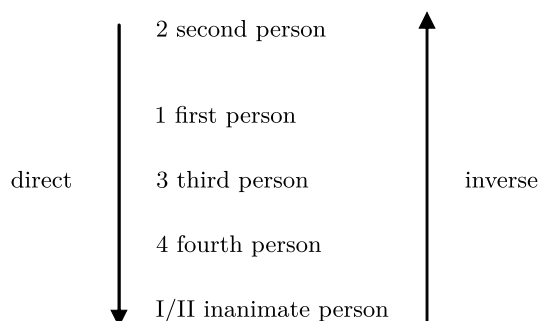 2 second person
1 first person
direct
3 third person
inverse
4 fourth person
I/II inanimate person